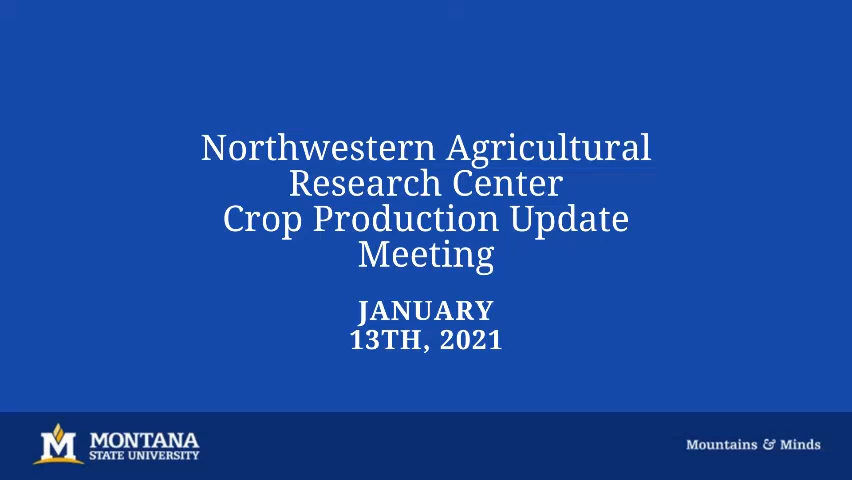 Northwestern Agricultural
Research Center
Crop Production Update
Meeting
JANUARY
13TH, 2021
M MONTANA
STATE UNIVERSITY
Mountains & Minds